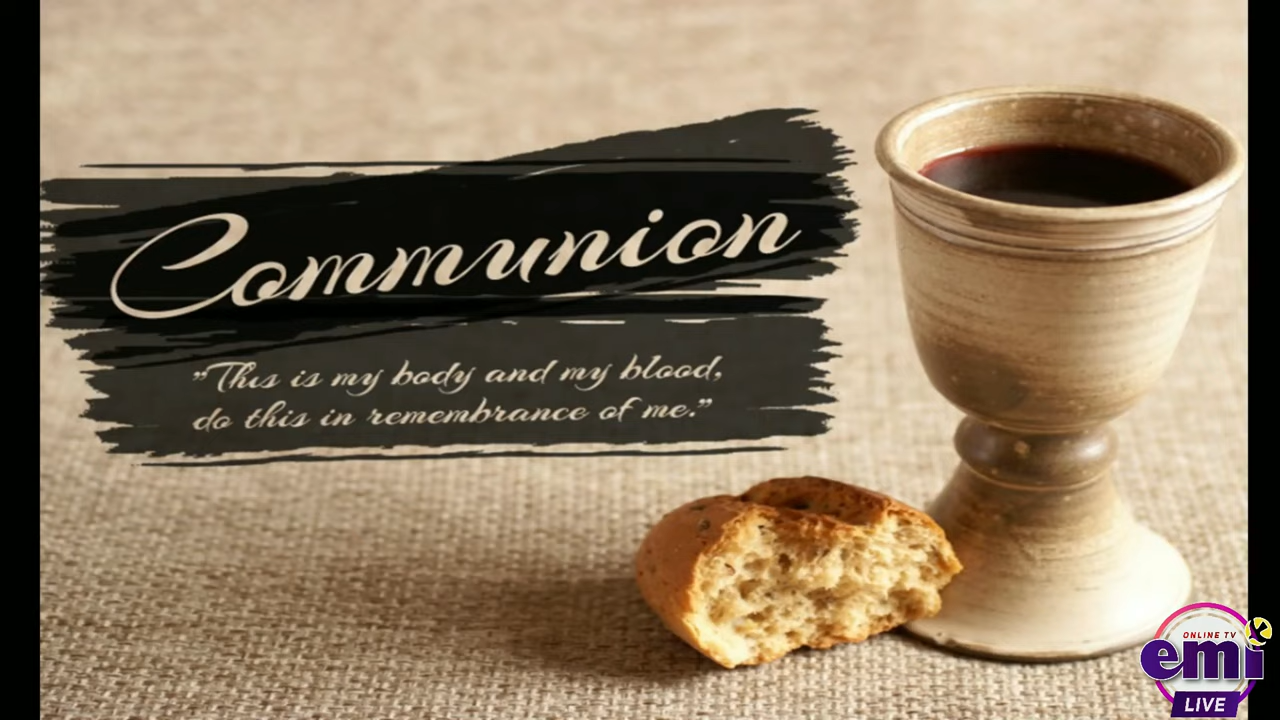 Communion
”This is my body and my blood,
do this in remembrance of me.”
ONLINE TV
emi
LIVE